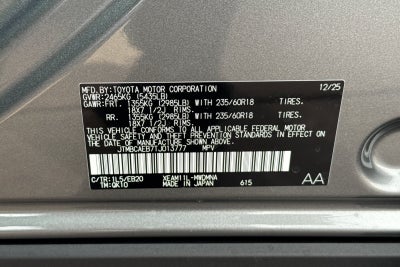 MFD.BY:TOYOTA MOTOR CORPORATION 12/25
GVWR:2465KG (5435LB)
GAWR:FRT. 1355KG (2985LB) WITH 235/60R18 TIRES.
18X7 1/2J RIMS.
RR. 1355KG (2985LB) WITH 235/60R18 TIRES.
18X7 1/2J RIMS.
THIS VEHICLE CONFORMS TO ALL APPLICABLE FEDERAL MOTOR
VEHICLE SAFETY BUMPER, AND THEFT PREVENTION STANDARDS IN EFFECT ON THE
DATE OF MANUFACTURE SHOWN ABOVE.
JTMBCAEB71J013777 MPV
C/TR:1L5/EB20 XEAM11L-MWDMNA
TM:QK10 MADE IN JAPAN 615 AA